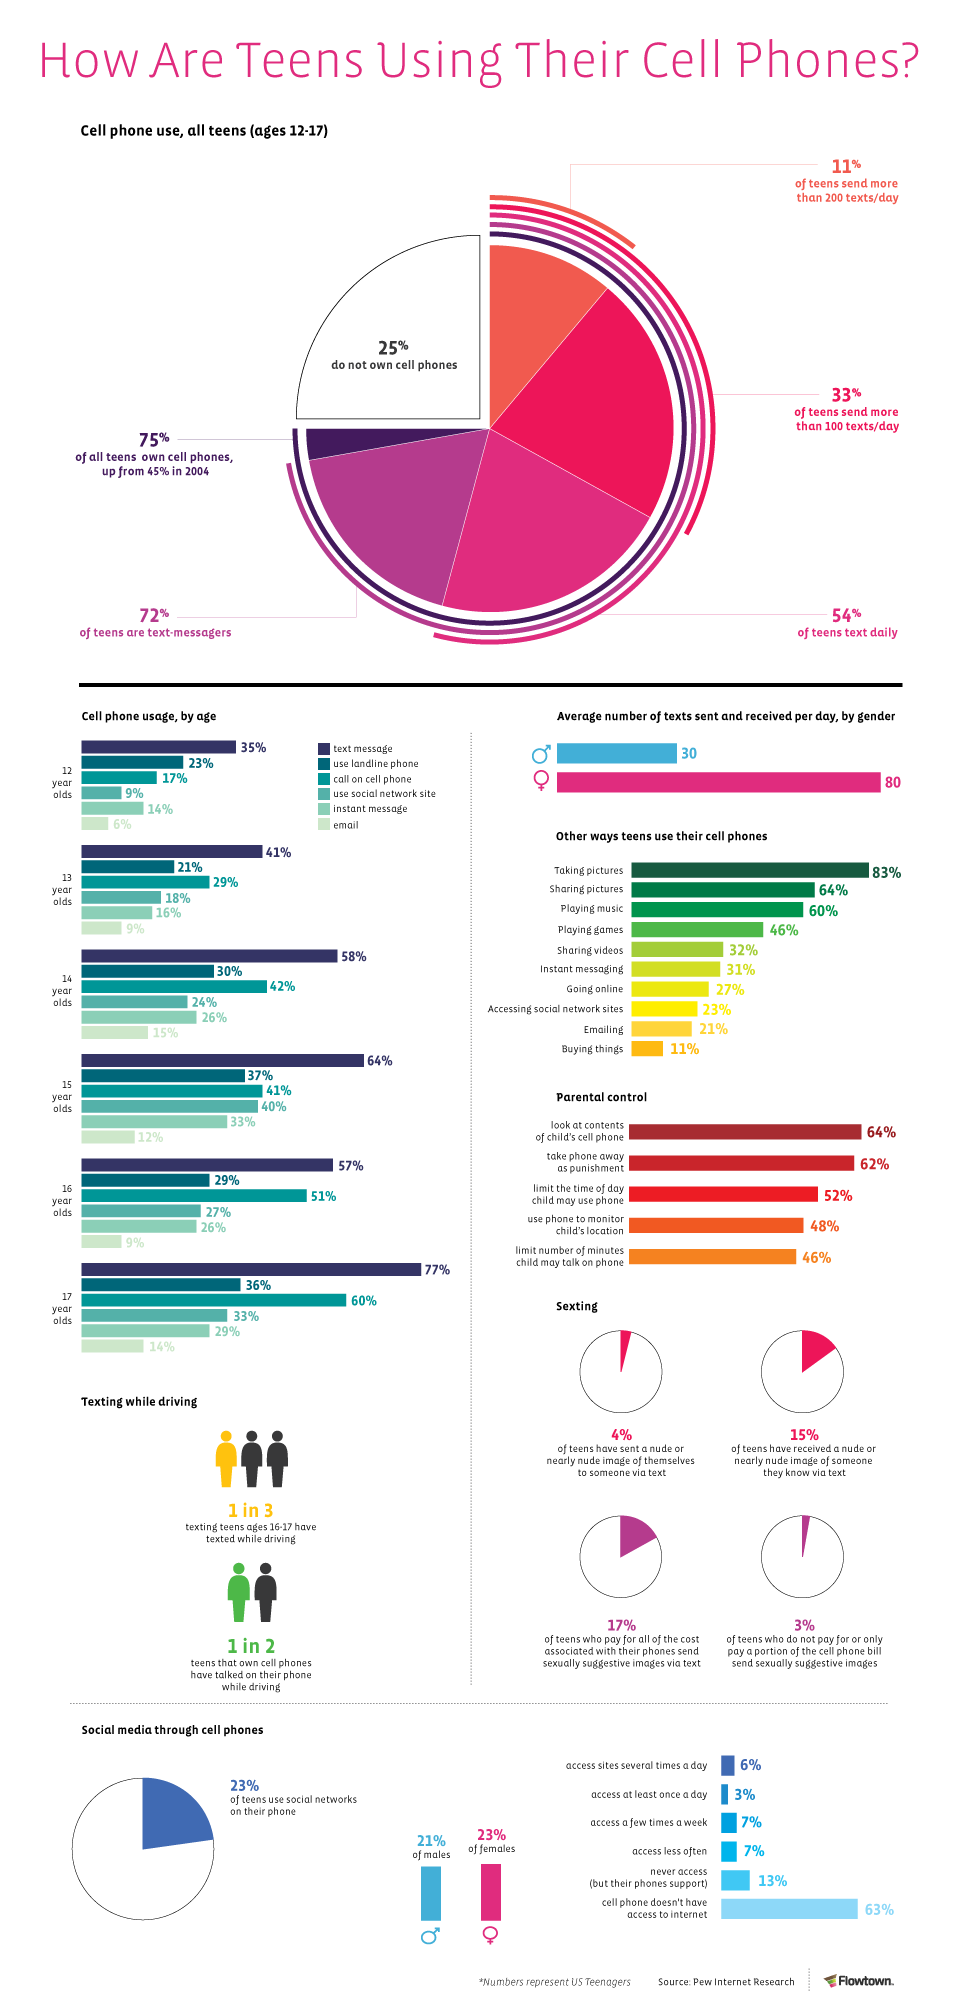 How Are Teens Using Their Cell Phones?
Cell phone use, all teens (ages 12-17)
11%
of teens send more
than 200 texts/day
25%
do not own cell phones
33%
of teens send more
than 100 texts/day
75%
of all teens own cell phones,
up from 45% in 2004
72%
of teens are text-messagers
54%
of teens text daily
Cell phone usage, by age
text message
use landline phone
call on cell phone
use social network site
instant message
email
12
year
olds
35%
23%
17%
9%
14%
6%
13
year
olds
41%
21%
29%
18%
16%
9%
14
year
olds
58%
30%
42%
24%
26%
15%
15
year
olds
64%
37%
41%
40%
33%
12%
16
year
olds
57%
29%
51%
27%
26%
9%
17
year
olds
77%
36%
60%
33%
29%
14%
Texting while driving
1 in 3
texting teens ages 16-17 have
texted while driving
1 in 2
teens that own cell phones
have talked on their phone
while driving
Average number of texts sent and received per day, by gender
30
80
Other ways teens use their cell phones
Taking pictures 83%
Sharing pictures 64%
Playing music 60%
Playing games 46%
Sharing videos 32%
Instant messaging 31%
Going online 27%
Accessing social network sites 23%
Emailing 21%
Buying things 11%
Parental control
look at contents
of child's cell phone 64%
take phone away
as punishment 62%
limit the time of day
child may use phone 52%
use phone to monitor
child's location 48%
limit number of minutes
child may talk on phone 46%
Sexting
4%
of teens have sent a nude or
nearly nude image of themselves
to someone via text
15%
of teens have received a nude or
nearly nude image of someone
they know via text
17%
of teens who pay for all of the cost
associated with their phones send
sexually suggestive images via text
3%
of teens who do not pay for or only
pay a portion of the cell phone bill
send sexually suggestive images
Social media through cell phones
23%
of teens use social networks
on their phone
21%
of males
23%
of females
access sites several times a day 6%
access at least once a day 3%
access a few times a week 7%
access less often 7%
never access
(but their phones support) 13%
cell phone doesn't have
access to internet 63%
*Numbers represent US Teenagers
Source: Pew Internet Research
Flowtown.